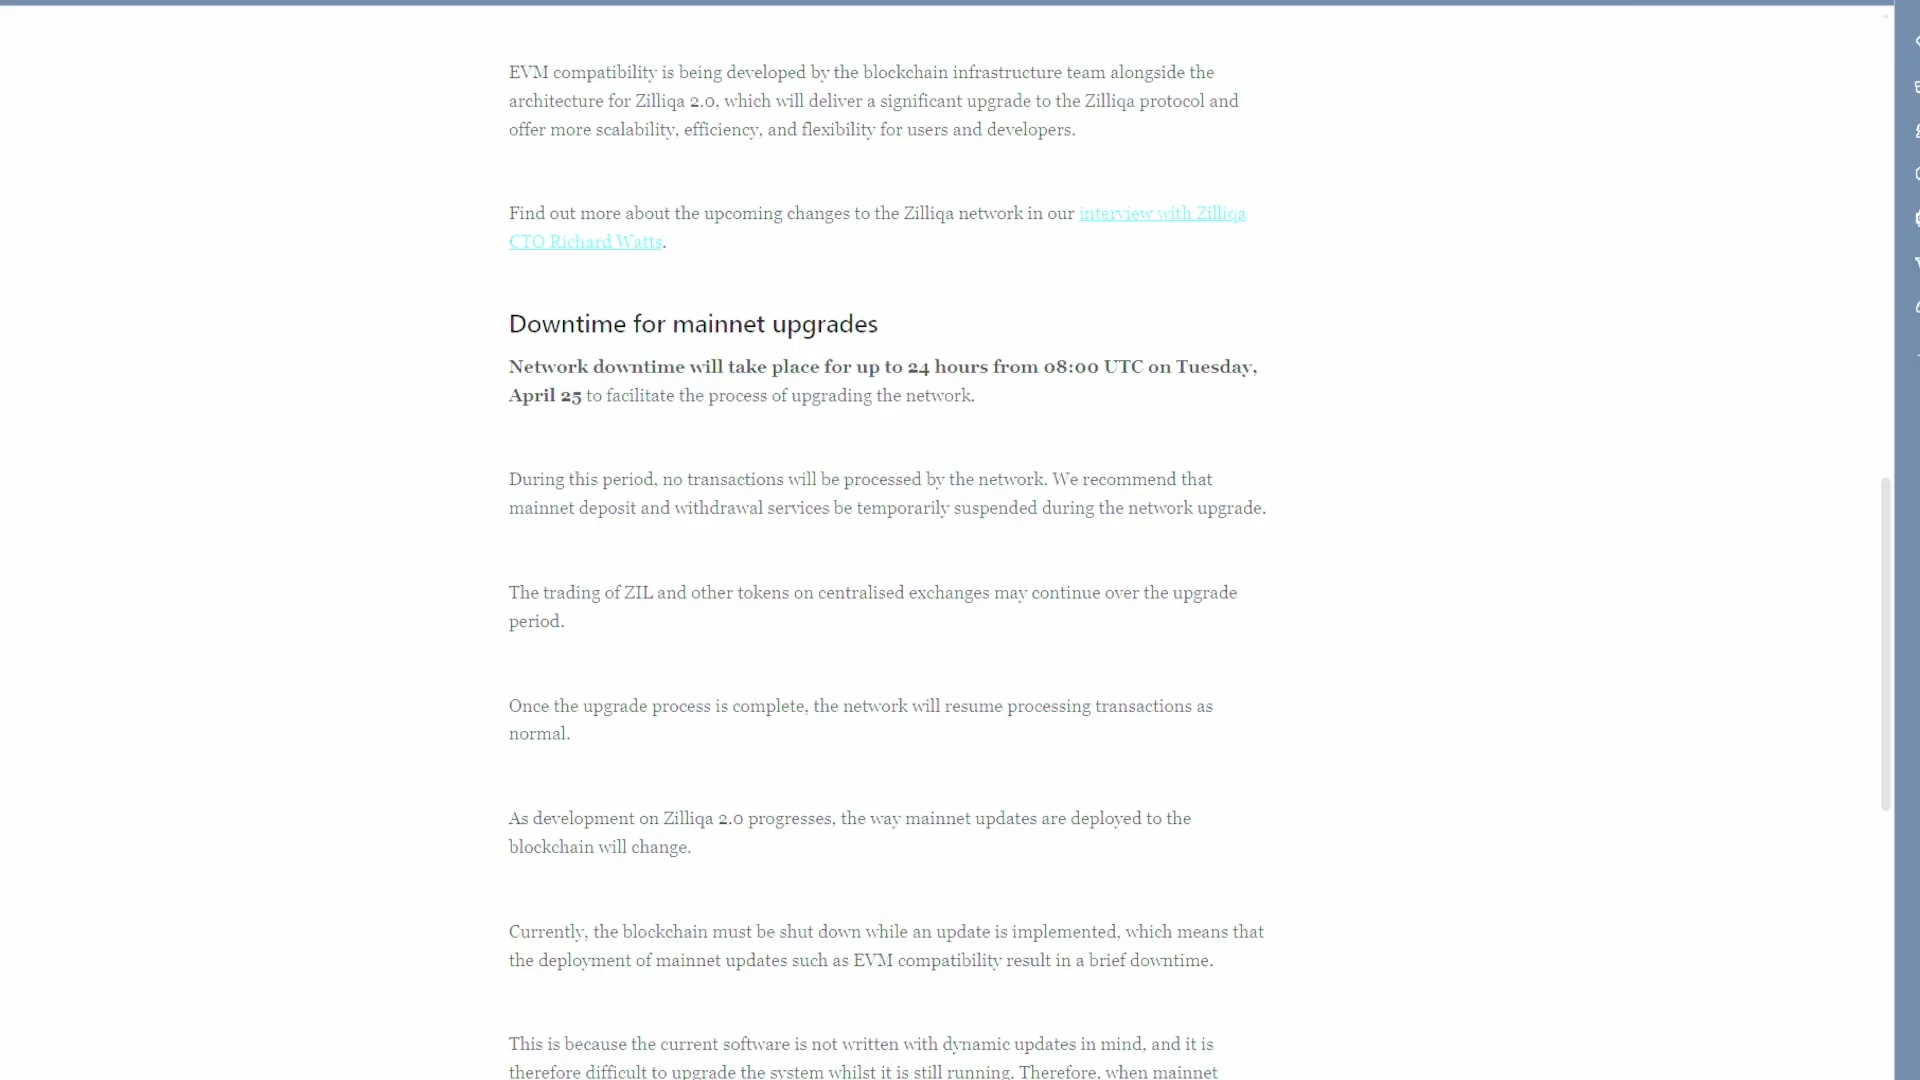 EVM compatibility is being developed by the blockchain infrastructure team alongside the
architecture for Zilliqa 2.0, which will deliver a significant upgrade to the Zilliqa protocol and
offer more scalability, efficiency, and flexibility for users and developers.
Find out more about the upcoming changes to the Zilliqa network in our interview with Zilliqa
CTO Richard Watts.
Downtime for mainnet upgrades
Network downtime will take place for up to 24 hours from 08:00 UTC on Tuesday,
April 25 to facilitate the process of upgrading the network.
During this period, no transactions will be processed by the network. We recommend that
mainnet deposit and withdrawal services be temporarily suspended during the network upgrade.
The trading of ZIL and other tokens on centralised exchanges may continue over the upgrade
period.
Once the upgrade process is complete, the network will resume processing transactions as
normal.
As development on Zilliqa 2.0 progresses, the way mainnet updates are deployed to the
blockchain will change.
Currently, the blockchain must be shut down while an update is implemented, which means that
the deployment of mainnet updates such as EVM compatibility result in a brief downtime.
This is because the current software is not written with dynamic updates in mind, and it is
therefore difficult to upgrade the system whilst it is still running. Therefore, when mainnet